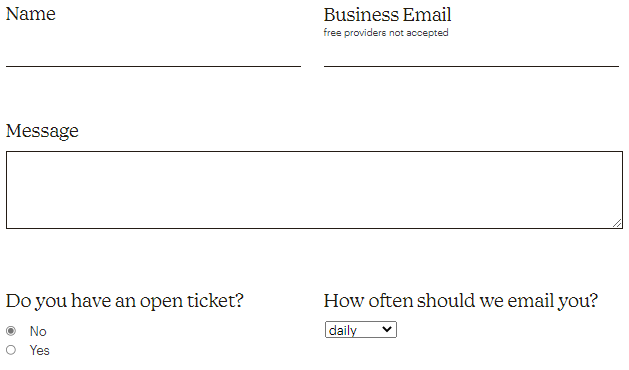 Name
Business Email
free providers not accepted
Message
Do you have an open ticket?
No
Yes
How often should we email you?
daily